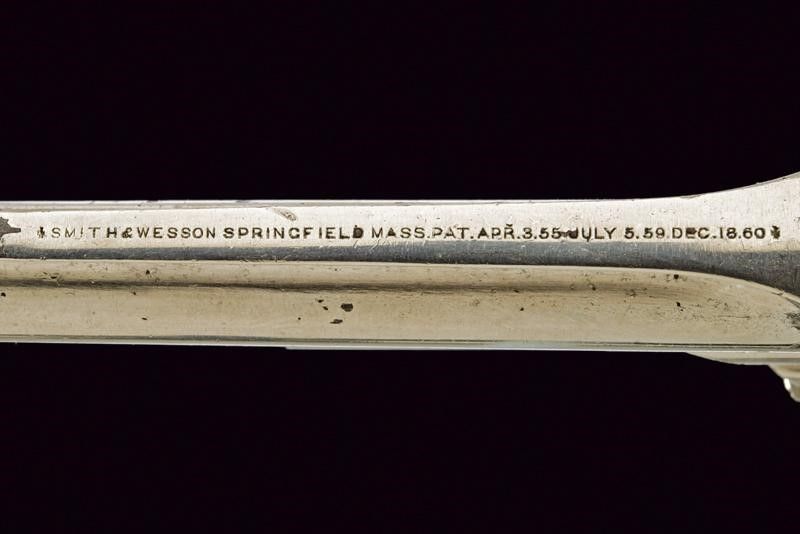 SMITH & WESSON SPRINGFIELD MASS. PAT. APR. 3. 55 JULY 5. 59. DEC. 18. 60